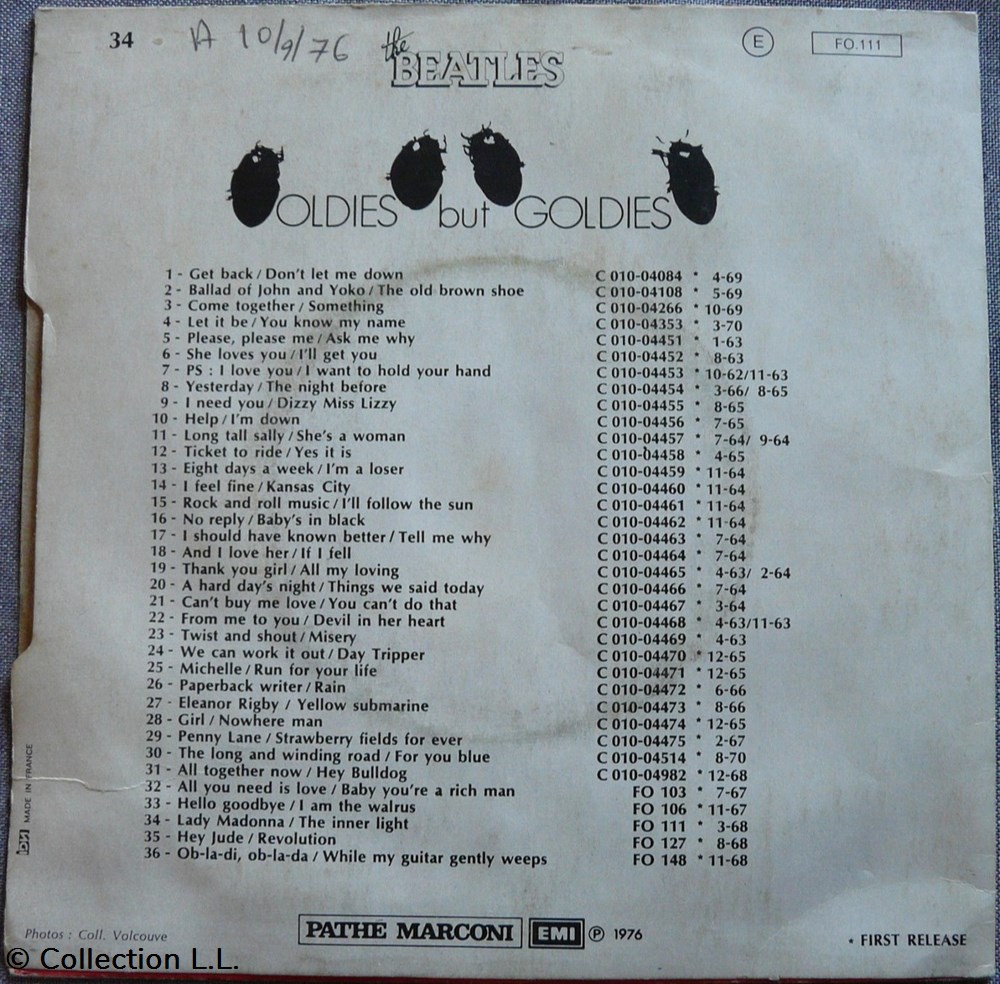 34 A 10/9/76 the BEATLES E FO.111
OLDIES but GOLDIES
1 - Get back / Don't let me down C 010-04084 * 4-69
2 - Ballad of John and Yoko / The old brown shoe C 010-04108 * 5-69
3 - Come together / Something C 010-04266 * 10-69
4 - Let it be / You know my name C 010-04353 * 3-70
5 - Please, please me / Ask me why C 010-04451 * 1-63
6 - She loves you / I'll get you C 010-04452 * 8-63
7 - PS : I love you / I want to hold your hand C 010-04453 * 10-62/11-63
8 - Yesterday / The night before C 010-04454 * 3-66/ 8-65
9 - I need you / Dizzy Miss Lizzy C 010-04455 * 8-65
10 - Help / I'm down C 010-04456 * 7-65
11 - Long tall sally / She's a woman C 010-04457 * 7-64/ 9-64
12 - Ticket to ride / Yes it is C 010-04458 * 4-65
13 - Eight days a week / I'm a loser C 010-04459 * 11-64
14 - I feel fine / Kansas City C 010-04460 * 11-64
15 - Rock and roll music / I'll follow the sun C 010-04461 * 11-64
16 - No reply / Baby's in black C 010-04462 * 11-64
17 - I should have known better / Tell me why C 010-04463 * 7-64
18 - And I love her / If I fell C 010-04464 * 7-64
19 - Thank you girl / All my loving C 010-04465 * 4-63/ 2-64
20 - A hard day's night / Things we said today C 010-04466 * 7-64
21 - Can't buy me love / You can't do that C 010-04467 * 3-64
22 - From me to you / Devil in her heart C 010-04468 * 4-63/11-63
23 - Twist and shout / Misery C 010-04469 * 4-63
24 - We can work it out / Day Tripper C 010-04470 * 12-65
25 - Michelle / Run for your life C 010-04471 * 12-65
26 - Paperback writer / Rain C 010-04472 * 6-66
27 - Eleanor Rigby / Yellow submarine C 010-04473 * 8-66
28 - Girl / Nowhere man C 010-04474 * 12-65
29 - Penny Lane / Strawberry fields for ever C 010-04475 * 2-67
30 - The long and winding road / For you blue C 010-04514 * 8-70
31 - All together now / Hey Bulldog C 010-04982 * 12-68
32 - All you need is love / Baby you're a rich man FO 103 * 7-67
33 - Hello goodbye / I am the walrus FO 106 * 11-67
34 - Lady Madonna / The inner light FO 111 * 3-68
35 - Hey Jude / Revolution FO 127 * 8-68
36 - Ob-la-di, ob-la-da / While my guitar gently weeps FO 148 * 11-68
MADE IN FRANCE
Photos : Coll. Volcouve
PATHE MARCONI EMI ℗ 1976
* FIRST RELEASE
© Collection L.L.